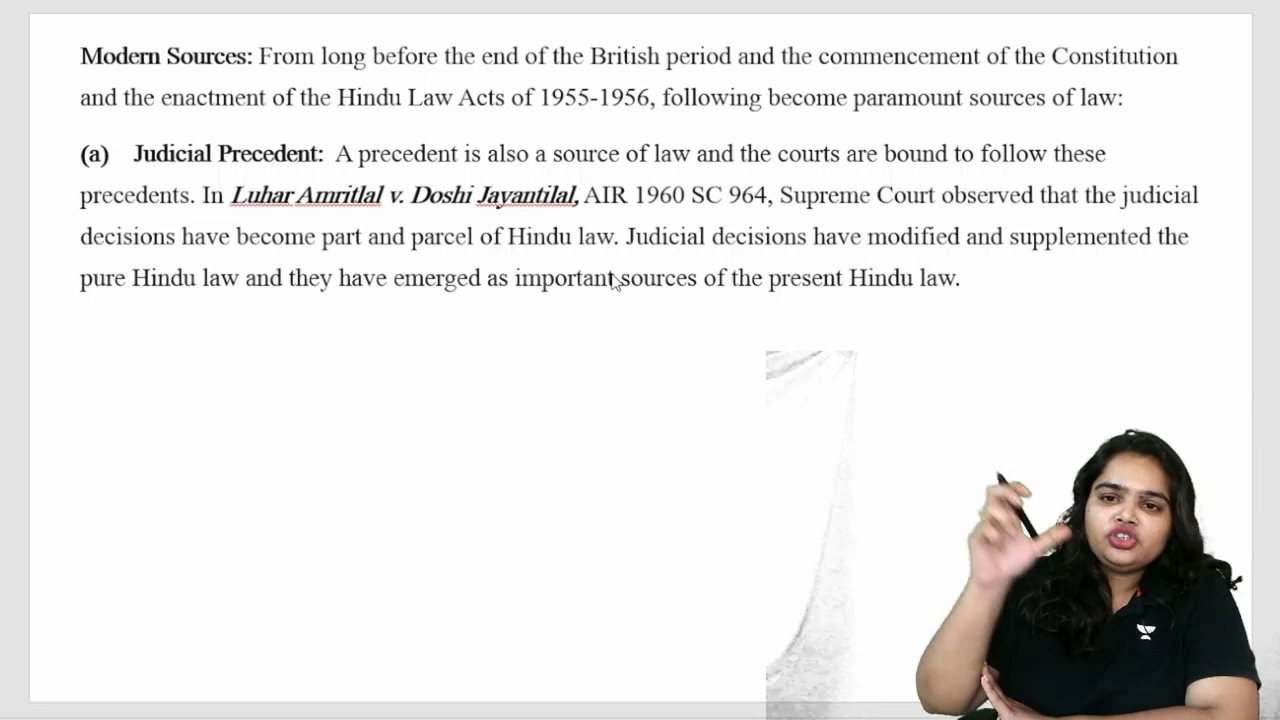 Modern Sources: From long before the end of the British period and the commencement of the Constitution
and the enactment of the Hindu Law Acts of 1955-1956, following become paramount sources of law:
(a) Judicial Precedent: A precedent is also a source of law and the courts are bound to follow these
precedents. In Luhar Amritlal v. Doshi Jayantilal, AIR 1960 SC 964, Supreme Court observed that the judicial
decisions have become part and parcel of Hindu law. Judicial decisions have modified and supplemented the
pure Hindu law and they have emerged as important sources of the present Hindu law.